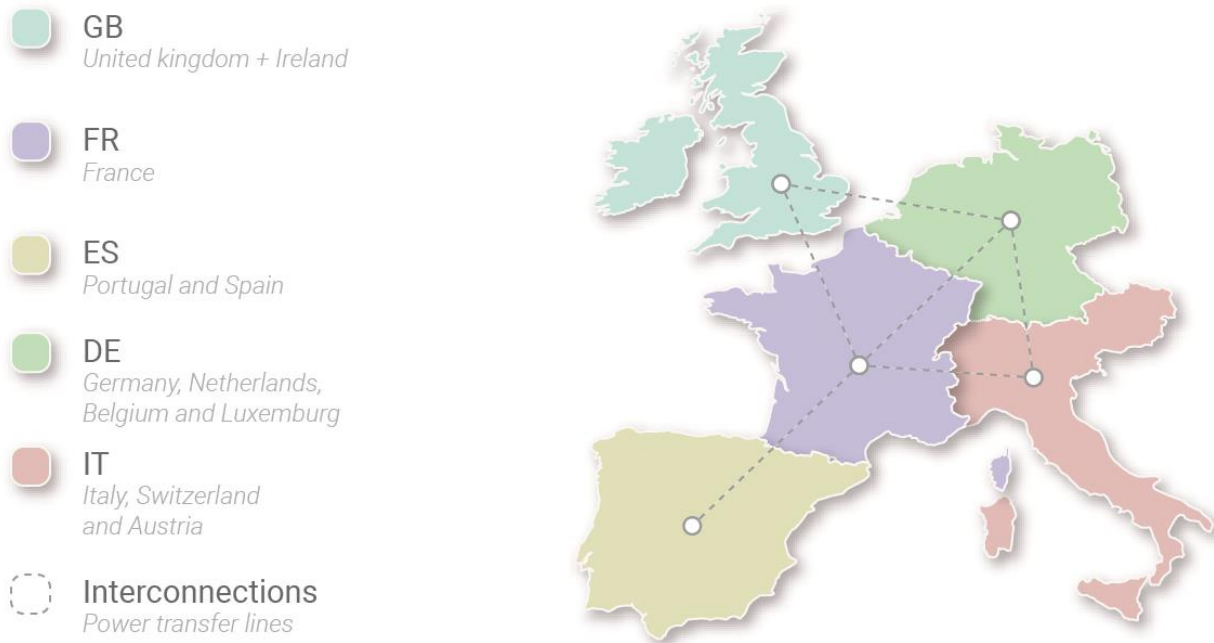 GB
United kingdom + Ireland
FR
France
ES
Portugal and Spain
DE
Germany, Netherlands,
Belgium and Luxemburg
IT
Italy, Switzerland
and Austria
Interconnections
Power transfer lines